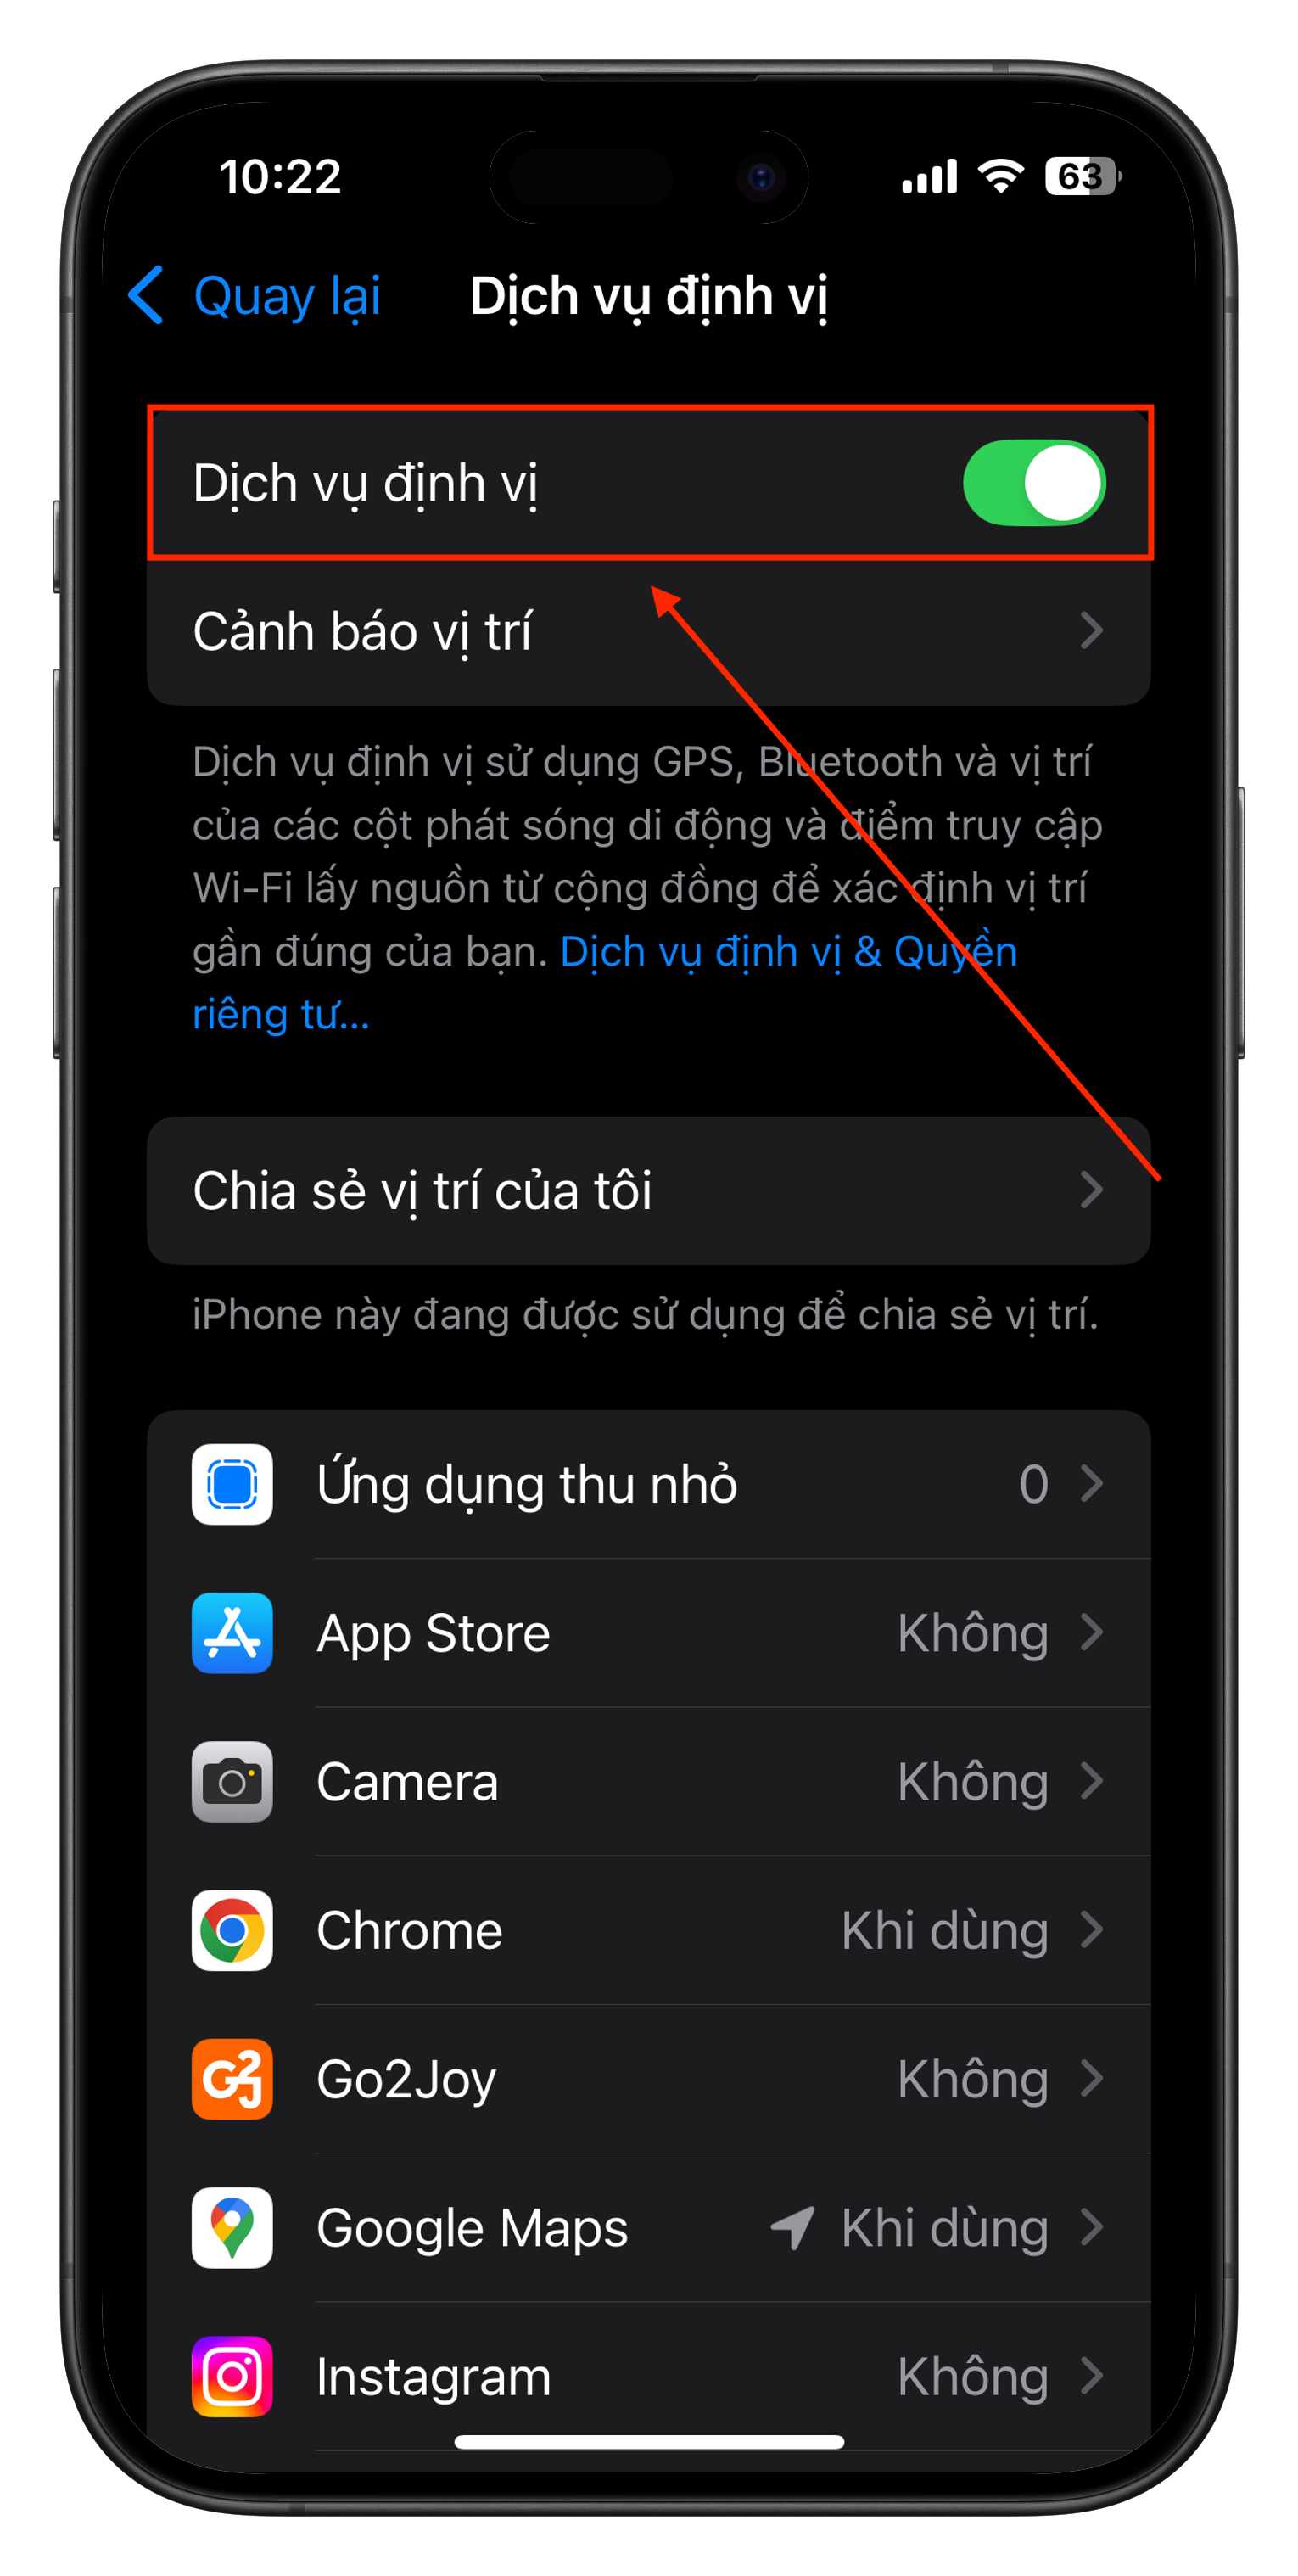 10:22
63
Quay lại
Dịch vụ định vị
Dịch vụ định vị
Cảnh báo vị trí
Dịch vụ định vị sử dụng GPS, Bluetooth và vị trí
của các cột phát sóng di động và điểm truy cập
Wi-Fi lấy nguồn từ cộng đồng để xác định vị trí
gần đúng của bạn. Dịch vụ định vị & Quyền
riêng tư...
Chia sẻ vị trí của tôi
iPhone này đang được sử dụng để chia sẻ vị trí.
Ứng dụng thu nhỏ 0
App Store Không
Camera Không
Chrome Khi dùng
G2J Go2Joy Không
Google Maps Khi dùng
Instagram Không